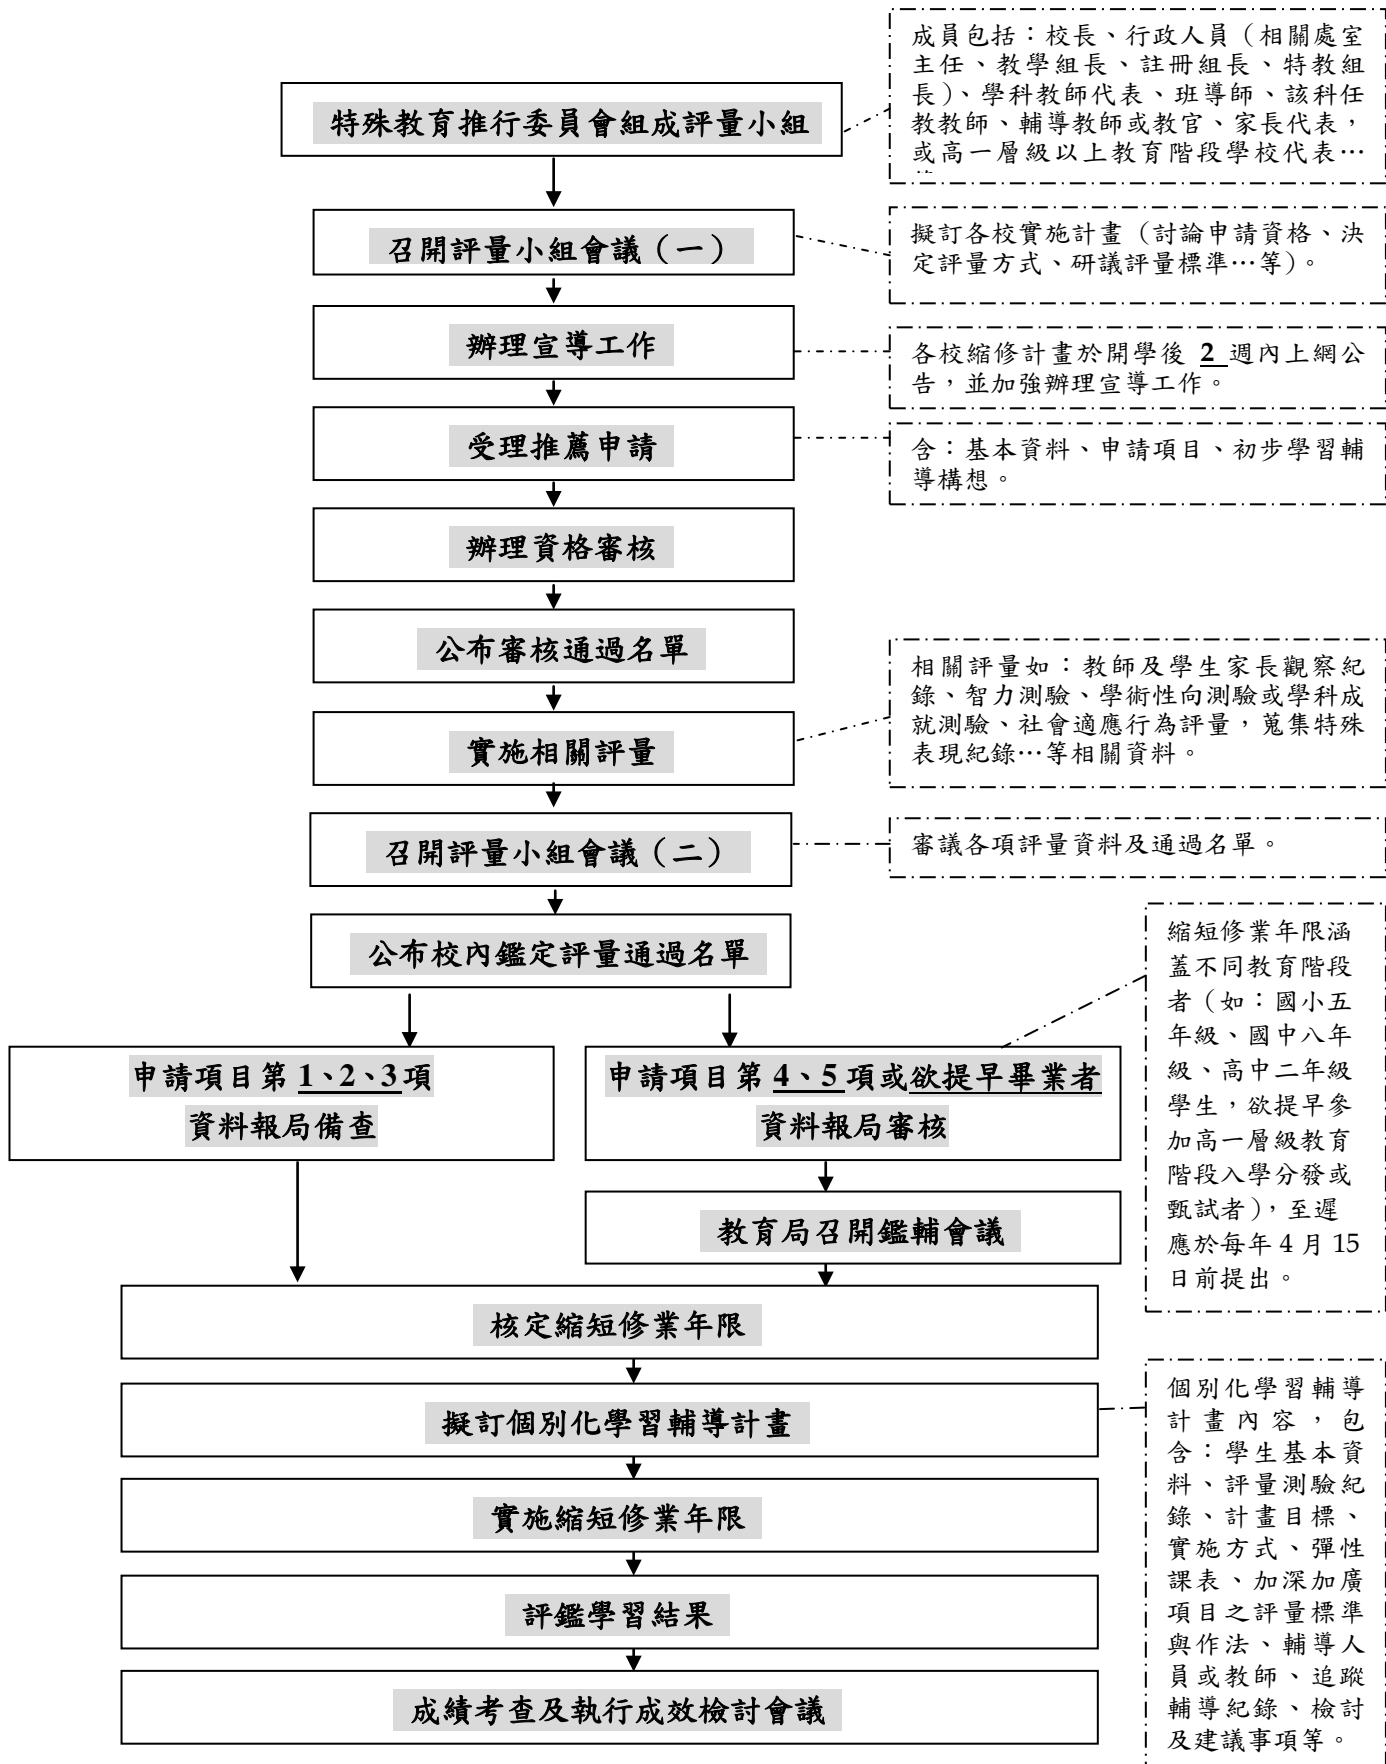 成員包括：校長、行政人員（相關處室
主任、教學組長、註冊組長、特教組
長）、學科教師代表、班導師、該科任
教教師、輔導教師或教官、家長代表，
或高一層級以上教育階段學校代表…
特殊教育推行委員會組成評量小組
召開評量小組會議（一）
擬訂各校實施計畫（討論申請資格、決
定評量方式、研議評量標準…等）。
辦理宣導工作
各校縮修計畫於開學後 2 週內上網公
告，並加強辦理宣導工作。
受理推薦申請
含：基本資料、申請項目、初步學習輔
導構想。
辦理資格審核
公布審核通過名單
實施相關評量
相關評量如：教師及學生家長觀察紀
錄、智力測驗、學術性向測驗或學科成
就測驗、社會適應行為評量，蒐集特殊
表現紀錄…等相關資料。
召開評量小組會議（二）
審議各項評量資料及通過名單。
公布校內鑑定評量通過名單
申請項目第 1、2、3項
資料報局備查
申請項目第 4、5 項或欲提早畢業者
資料報局審核
縮短修業年限涵
蓋不同教育階段
者（如：國小五
年級、國中八年
級、高中二年級
學生，欲提早參
加高一層級教育
階段入學分發或
甄試者），至遲
應於每年 4 月 15
日前提出。
教育局召開鑑輔會議
核定縮短修業年限
擬訂個別化學習輔導計畫
個別化學習輔導
計畫內容，包
含：學生基本資
料、評量測驗紀
錄、計畫目標、
實施方式、彈性
課表、加深加廣
項目之評量標準
與作法、輔導人
員或教師、追蹤
輔導紀錄、檢討
及建議事項等。
實施縮短修業年限
評鑑學習結果
成績考查及執行成效檢討會議